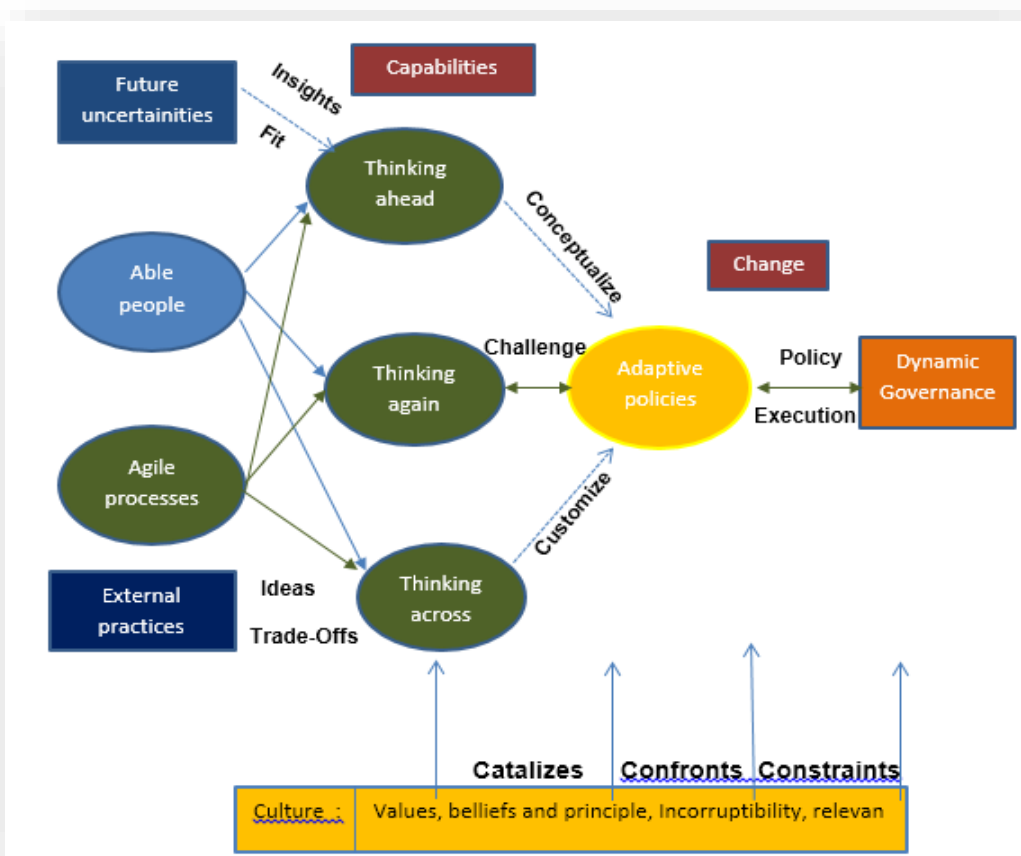 Future
uncertainities
Insights
Fit
Capabilities
Thinking
ahead
Able
people
Conceptualize
Change
Thinking
again
Challenge
Adaptive
policies
Policy
Execution
Dynamic
Governance
Agile
processes
Customize
External
practices
Ideas
Trade-Offs
Thinking
across
Catalizes Confronts Constraints
Culture : Values, belliefs and principle, Incorruptibility, relevan